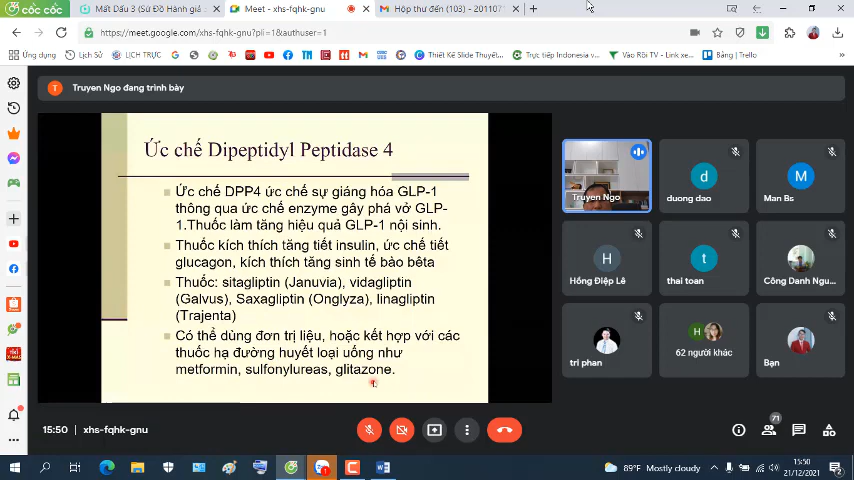 cốc cốc
Mất Dấu 3 (Sứ Đồ Hành giả :
Meet - xhs-fqhk-gnu
Hộp thư đến (103) - 201107
https://meet.google.com/xhs-fqhk-gnu?pli=1&authuser=1
Ứng dụng
Lịch Sử
LỊCH TRỰC
Thiết Kế Slide Thuyết...
Trực tiếp Indonesia v...
Vào Rồi TV - Link xe...
Bảng | Trello
Truyen Ngo đang trình bày
Ức chế Dipeptidyl Peptidase 4
Ức chế DPP4 ức chế sự giáng hóa GLP-1
thông qua ức chế enzyme gây phá vở GLP-
1.Thuốc làm tăng hiệu quả GLP-1 nội sinh.
Thuốc kích thích tăng tiết insulin, ức chế tiết
glucagon, kích thích tăng sinh tế bào bêta
Thuốc: sitagliptin (Januvia), vidagliptin
(Galvus), Saxagliptin (Onglyza), linagliptin
(Trajenta)
Có thể dùng đơn trị liệu, hoặc kết hợp với các
thuốc hạ đường huyết loại uống như
metformin, sulfonylureas, glitazone.
Truyen Ngo
d
duong dao
M
Man Bs
H
Hồng Điệp Lê
t
thai toan
Công Danh Ngu...
tri phan
H
62 người khác
Bạn
15:50
xhs-fqhk-gnu
71
89°F Mostly cloudy
15:50
21/12/2021
2